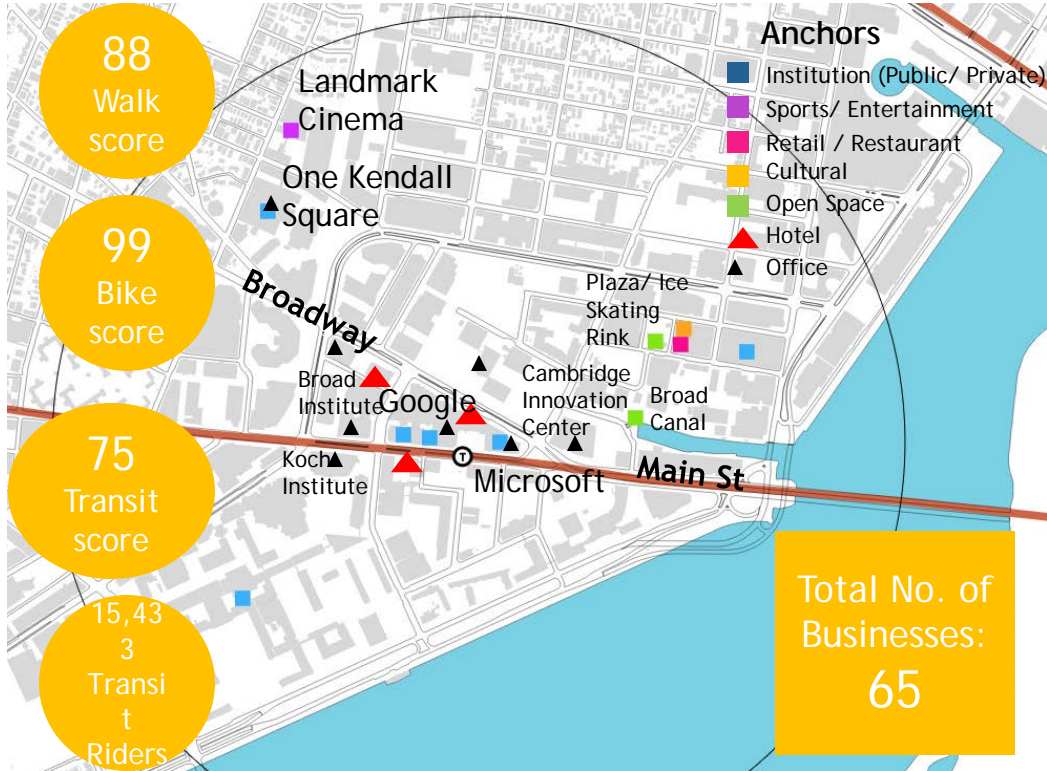 88
Walk
score
99
Bike
score
75
Transit
score
15,43
3
Transi
t
Riders
Landmark
Cinema
One Kendall
Square
Broadway
Broad
Institute
Google
Koch
Institute
T
Microsoft
Cambridge
Innovation
Center
Plaza/ Ice
Skating
Rink
Broad
Canal
Main St
Anchors
Institution (Public/ Private)
Sports/ Entertainment
Retail / Restaurant
Cultural
Open Space
Hotel
Office
Total No. of
Businesses:
65